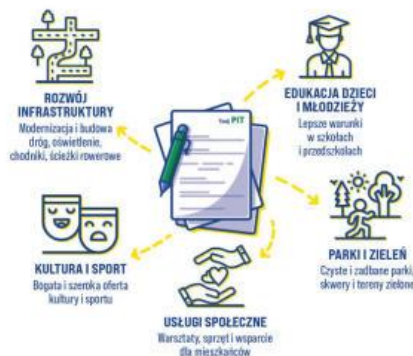 Twój PIT
ROZWÓJ
INFRASTRUKTURY
Modernizacja i budowa
dróg, oświetlenie,
chodniki, ścieżki rowerowe
EDUKACJA DZIECI
I MŁODZIEŻY
Lepsze warunki
w szkołach
i przedszkolach
KULTURA I SPORT
Bogata i szeroka oferta
kultury i sportu
PARKI I ZIELEŃ
Czyste i zadbane parki,
skwery i tereny zielone
USŁUGI SPOŁECZNE
Warsztaty, sprzęt i wsparcie
dla mieszkańców